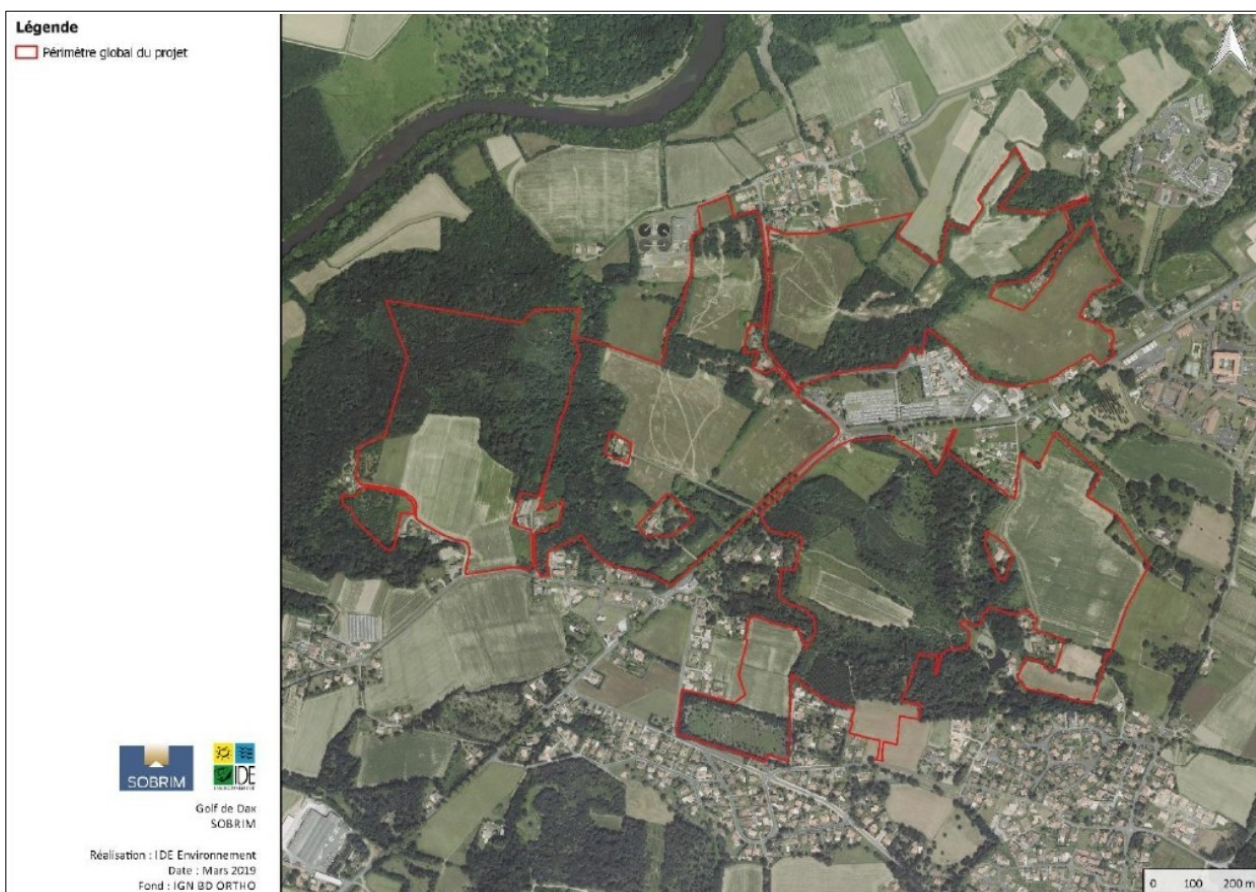 Légende
Périmètre global du projet
SOBRIM
IDE
Golf de Dax
SOBRIM
Réalisation : IDE Environnement
Date : Mars 2019
Fond : IGN BD ORTHO
0 100 200 m